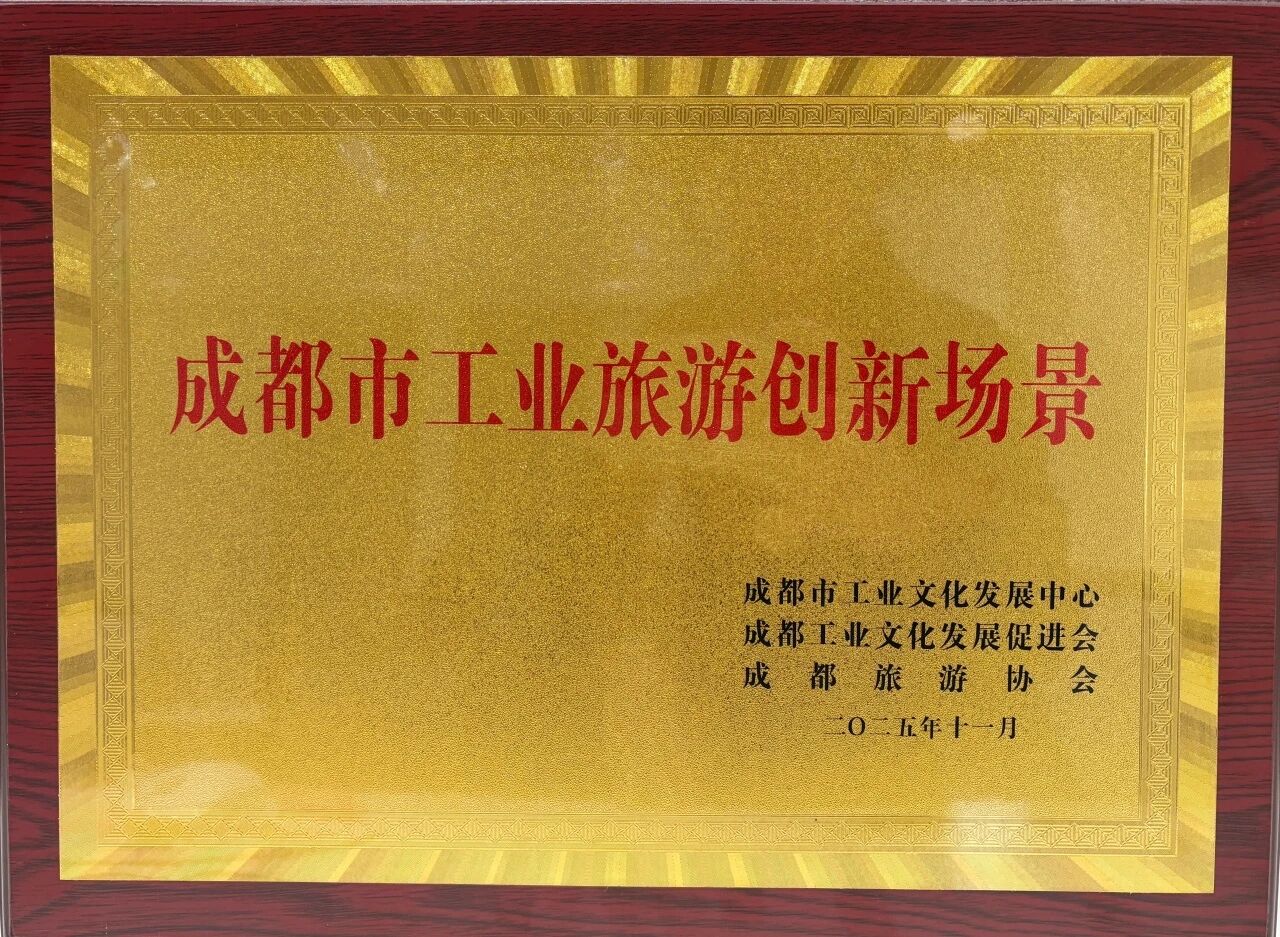 成都市工业旅游创新场景
成都市工业文化发展中心
成都工业文化发展促进会
成都旅游协会
二〇二五年十一月